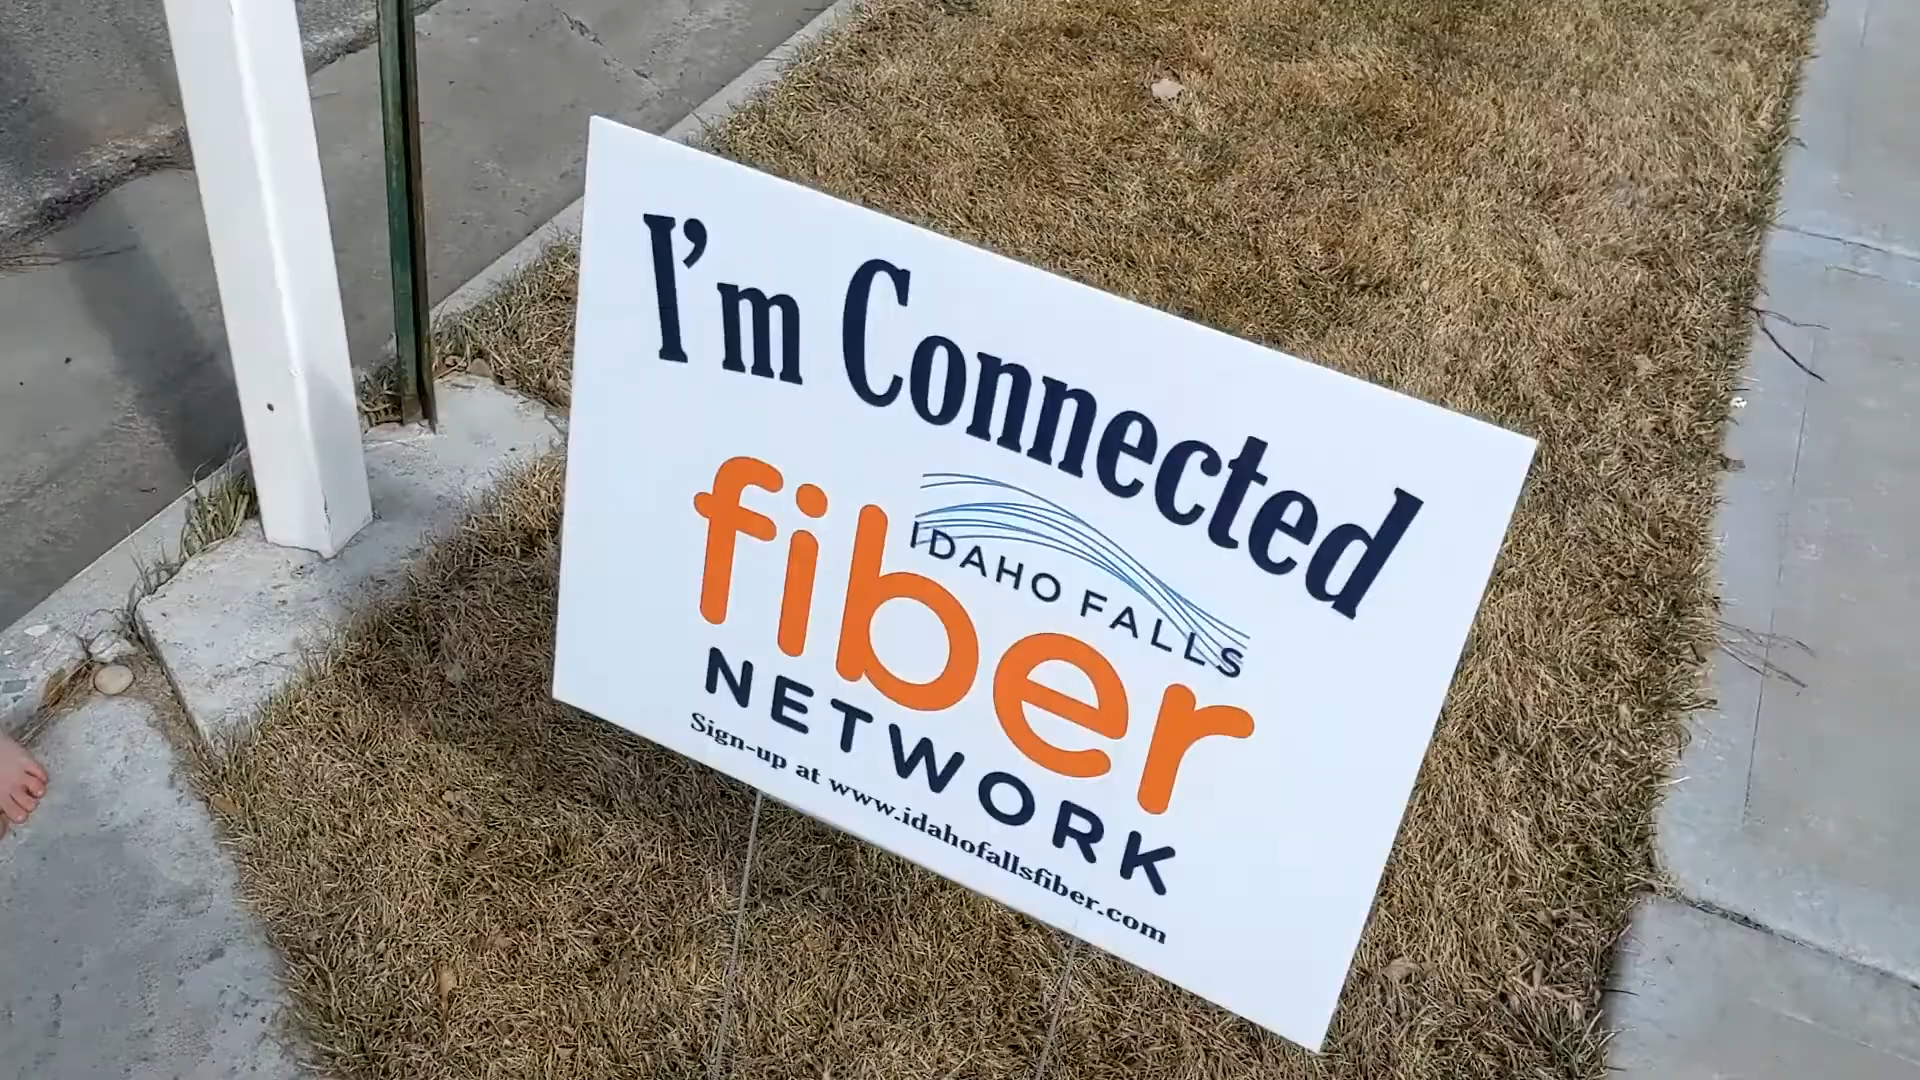 I'm Connected
IDAHO FALLS
fiber
NETWORK
Sign-up at www.idahofallsfiber.com